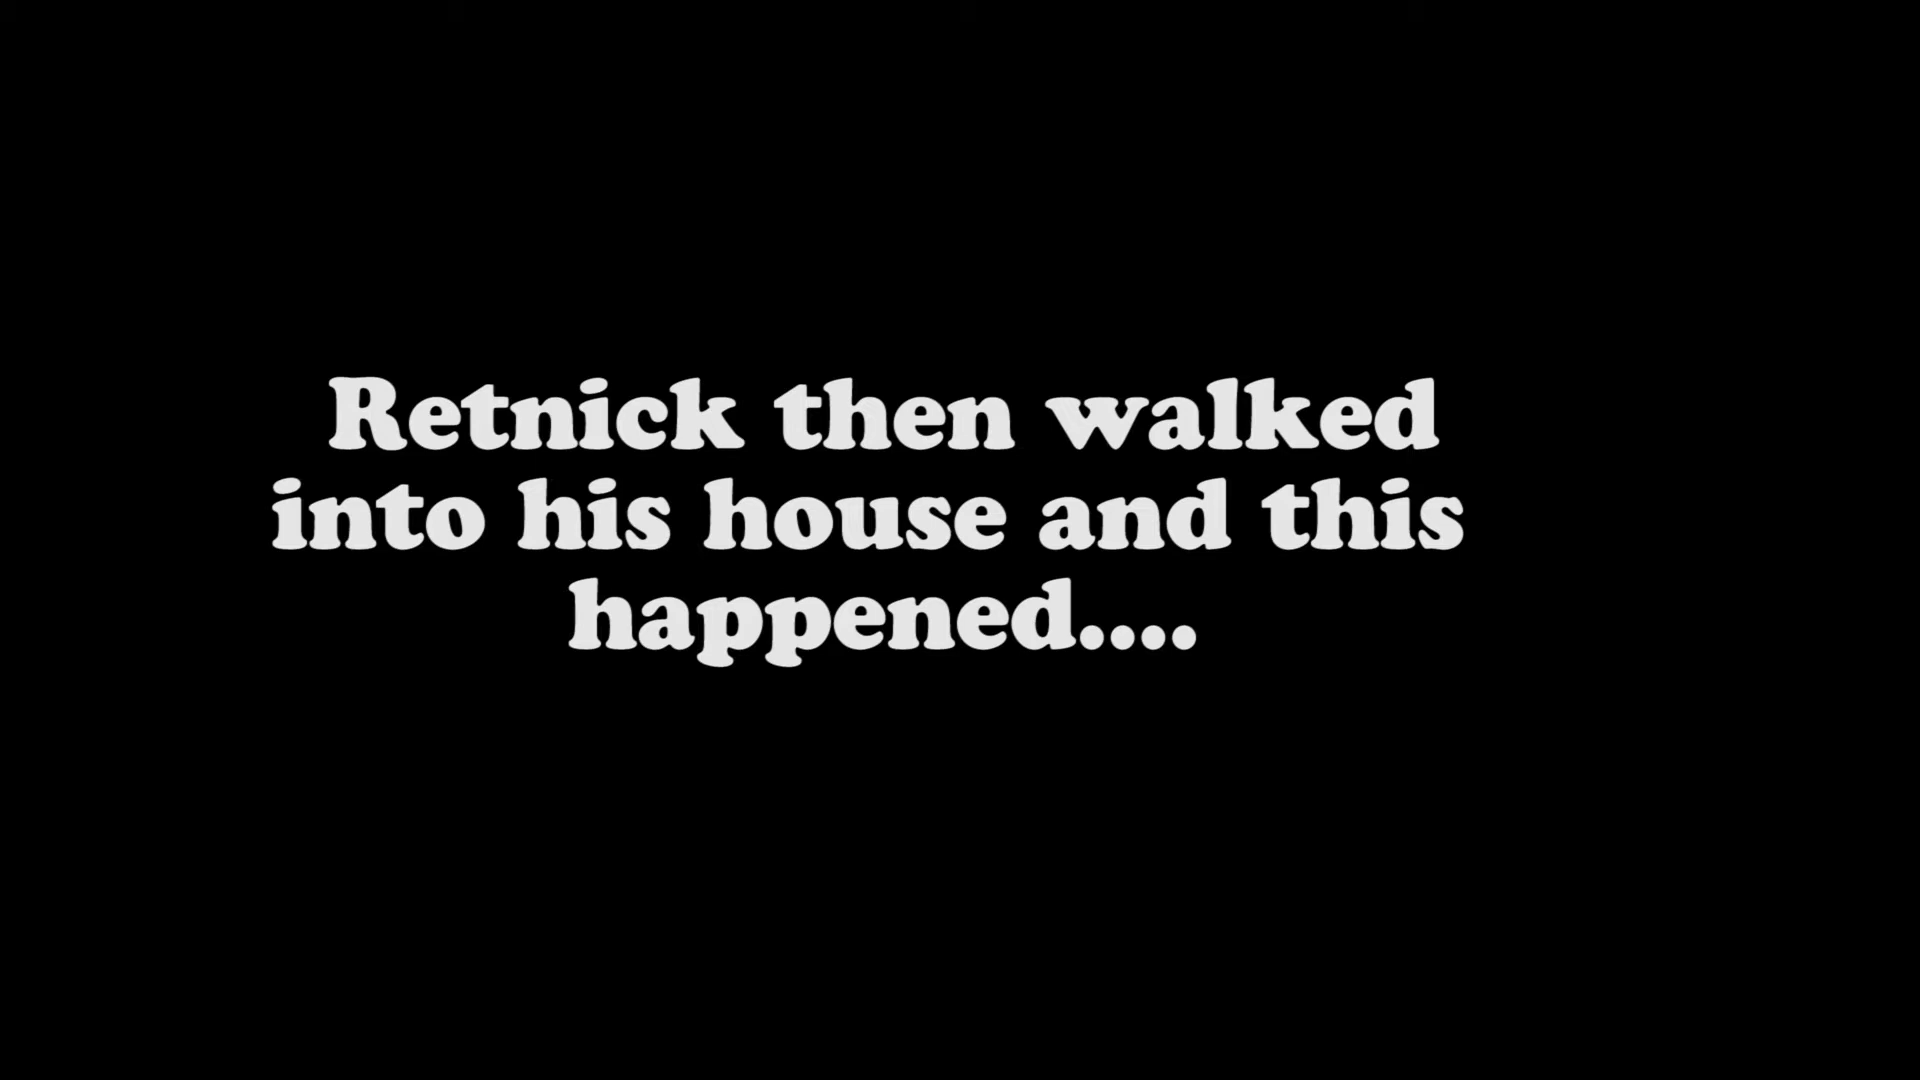 Retnick then walked
into his house and this
happened....